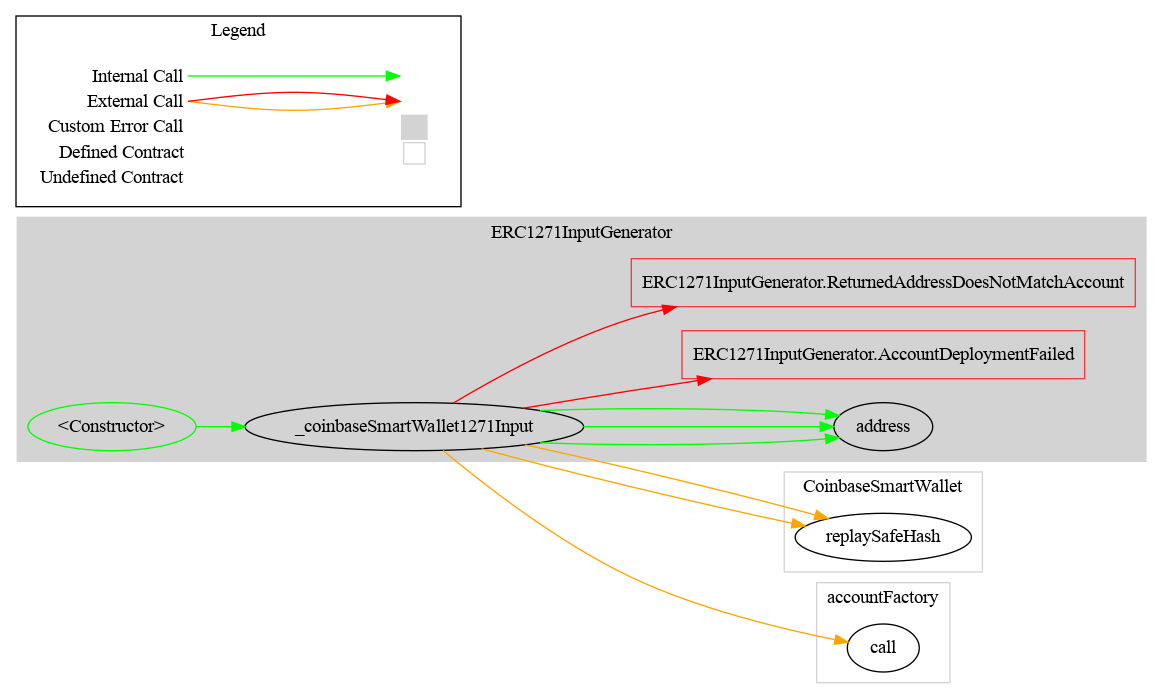 Legend
Internal Call
External Call
Custom Error Call
Defined Contract
Undefined Contract
ERC1271InputGenerator
ERC1271InputGenerator.ReturnedAddressDoesNotMatchAccount
ERC1271InputGenerator.AccountDeploymentFailed
<Constructor>
_coinbaseSmartWallet1271Input
address
CoinbaseSmartWallet
replaySafeHash
accountFactory
call